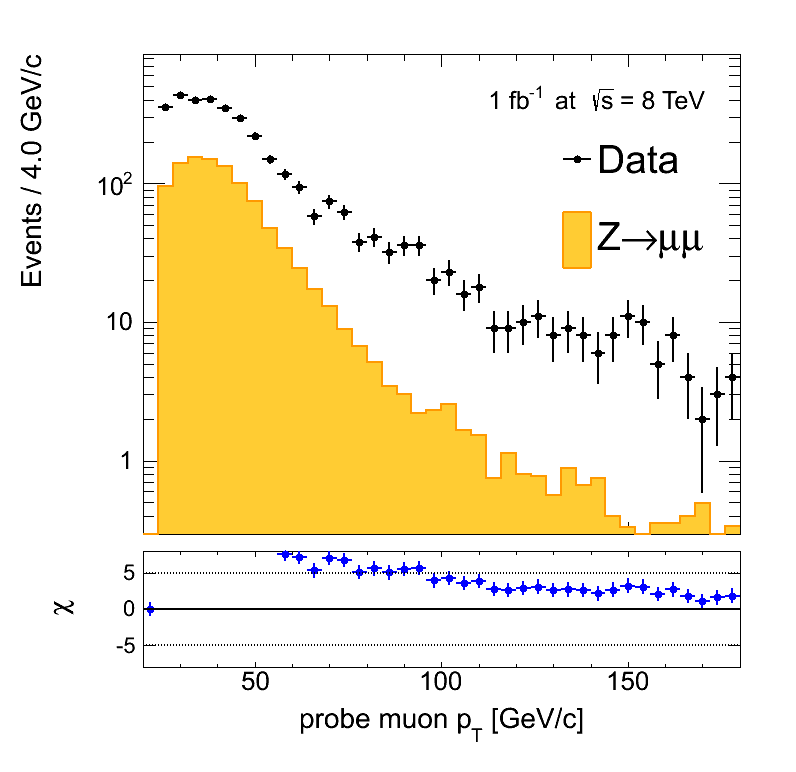 Events / 4.0 GeV/c
1 fb⁻¹ at √s = 8 TeV
Data
Z→μμ
10²
10
1
χ
5
0
-5
50 100 150
probe muon p_T [GeV/c]